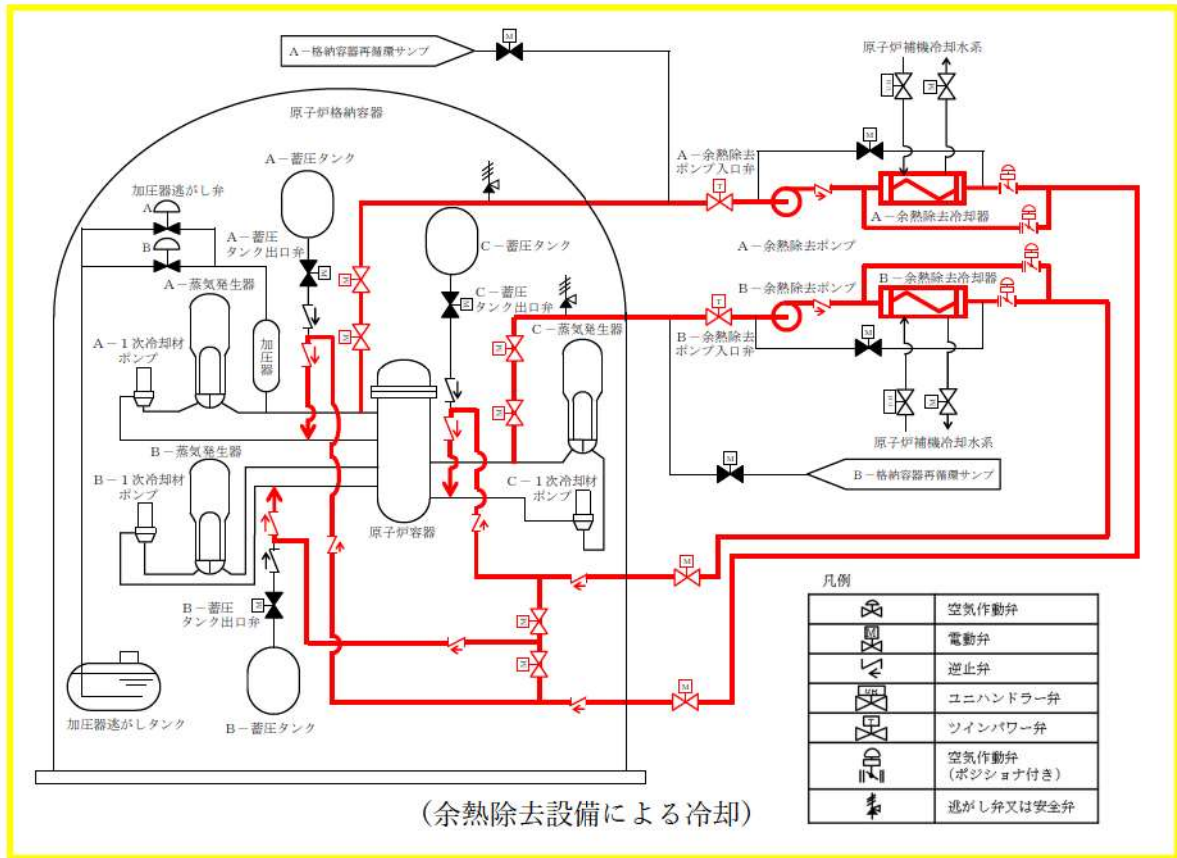 A－格納容器再循環サンプ
M
原子炉補機冷却水系
原子炉格納容器
A－蓄圧タンク
加圧器逃がし弁
A
B
A－蓄圧
タンク出口弁
C－蓄圧タンク
A－余熱除去
ポンプ入口弁
A－余熱除去冷却器
A－余熱除去ポンプ
B－余熱除去ポンプ
B－余熱除去冷却器
B－余熱除去
ポンプ入口弁
A－蒸気発生器
C－蓄圧
タンク出口弁
C－蒸気発生器
A－1次冷却材
ポンプ
加圧器
B－蒸気発生器
B－1次冷却材
ポンプ
原子炉容器
C－1次冷却材
ポンプ
原子炉補機冷却水系
B－格納容器再循環サンプ
B－蓄圧
タンク出口弁
加圧器逃がしタンク
B－蓄圧タンク
凡例
空気作動弁
M
電動弁
逆止弁
ユニハンドラー弁
T
ツインパワー弁
空気作動弁
(ポジショナ付き)
逃がし弁又は安全弁
(余熱除去設備による冷却)